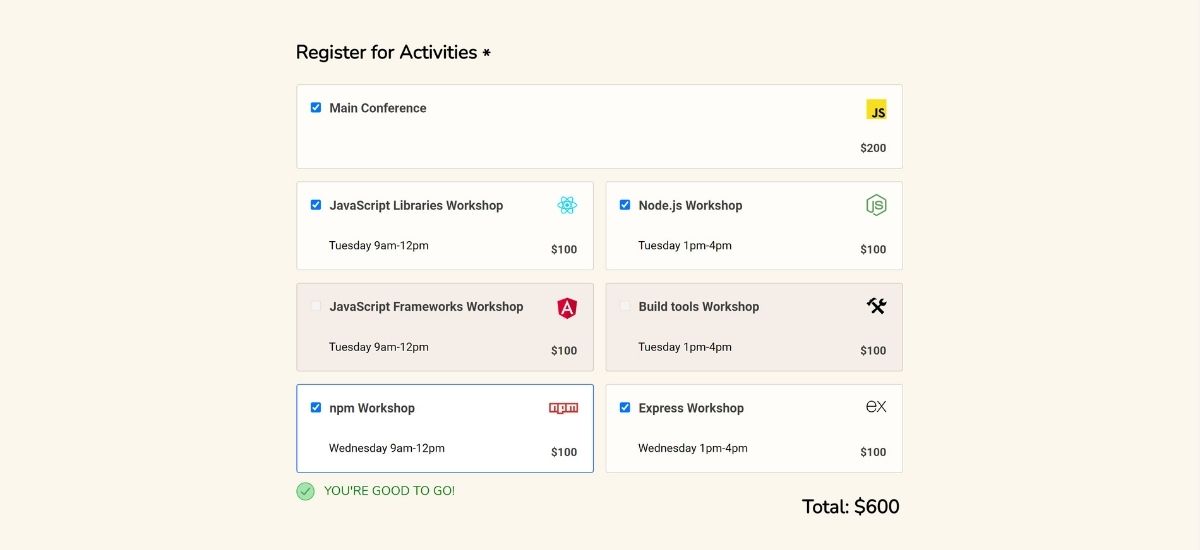 Register for Activities *
Main Conference
JS
$200
JavaScript Libraries Workshop
Tuesday 9am-12pm
$100
Node.js Workshop
JS
Tuesday 1pm-4pm
$100
JavaScript Frameworks Workshop
A
Tuesday 9am-12pm
$100
Build tools Workshop
Tuesday 1pm-4pm
$100
npm Workshop
npm
Wednesday 9am-12pm
$100
Express Workshop
ex
Wednesday 1pm-4pm
$100
YOU'RE GOOD TO GO!
Total: $600